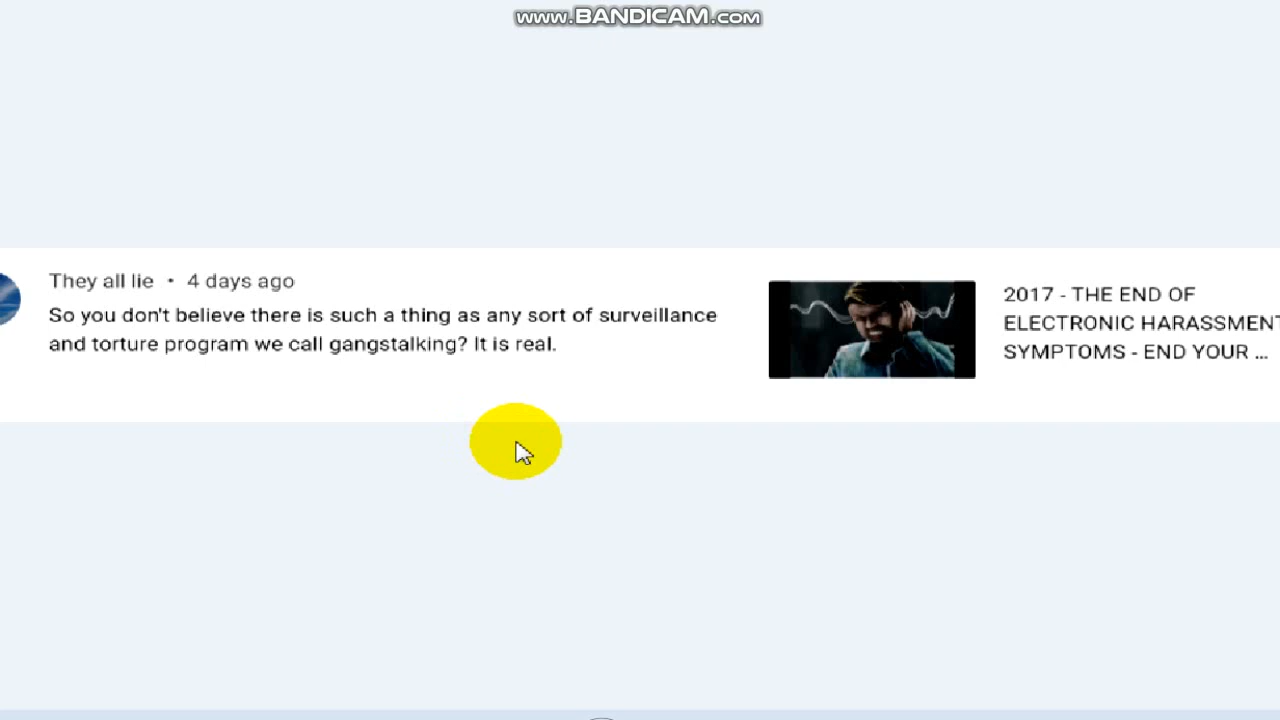 www.BANDICAM.com
They all lie • 4 days ago
So you don't believe there is such a thing as any sort of surveillance
and torture program we call gangstalking? It is real.
2017 - THE END OF
ELECTRONIC HARASSMENT
SYMPTOMS - END YOUR ...